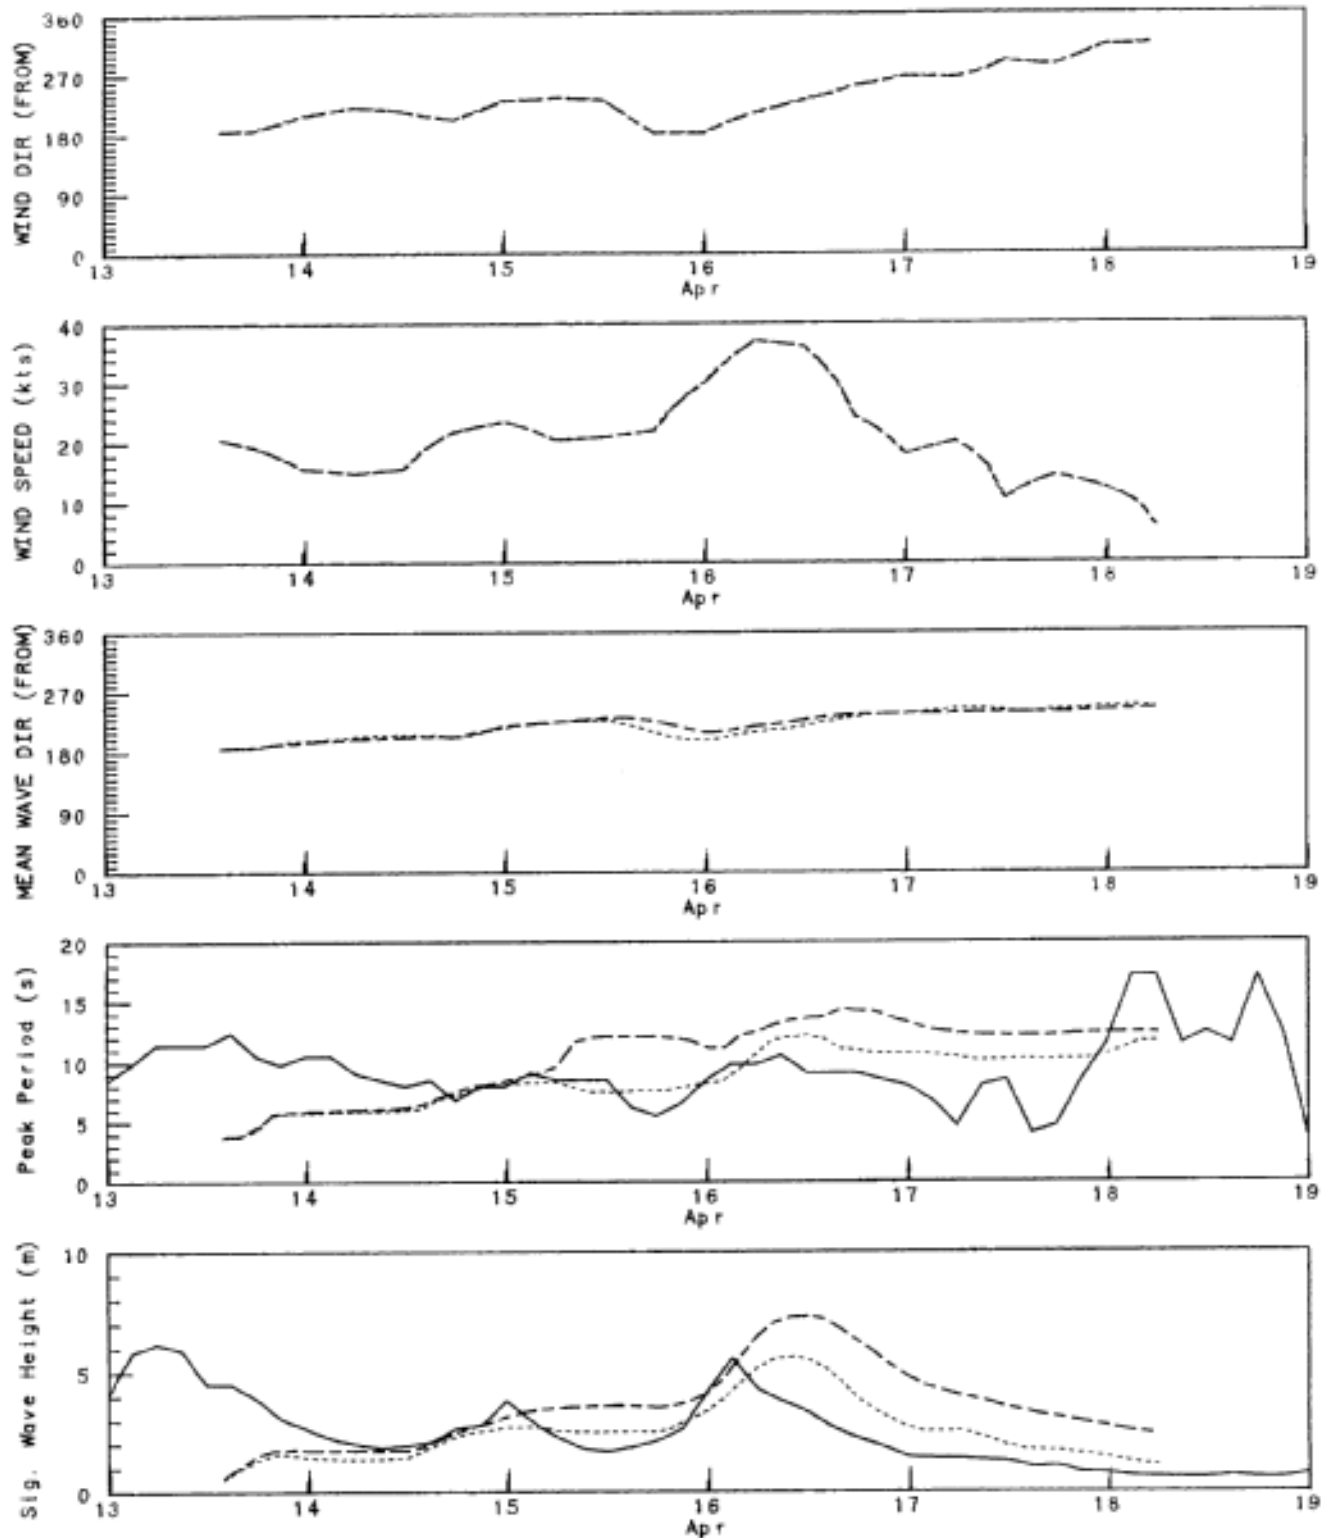 WIND DIR (FROM)
360
270
180
90
0
13 14 15 16 17 18 19
Apr
WIND SPEED (kts)
40
30
20
10
0
13 14 15 16 17 18 19
Apr
MEAN WAVE DIR (FROM)
360
270
180
90
0
13 14 15 16 17 18 19
Apr
Peak Period (s)
20
15
10
5
0
13 14 15 16 17 18 19
Apr
Sig. Wave Height (m)
10
5
0
13 14 15 16 17 18 19
Apr